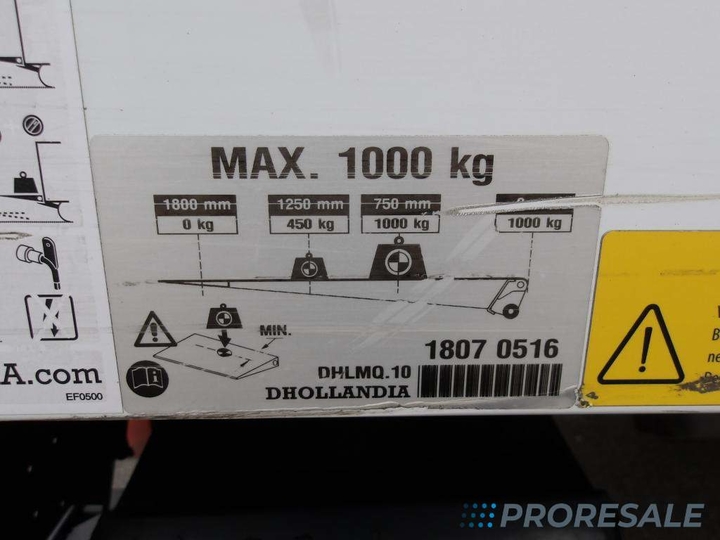 MAX. 1000 kg
1800 mm 1250 mm 750 mm
0 kg 450 kg 1000 kg 1000 kg
MIN.
DHLMQ.10
DHOLLANDIA
1807 0516
A.com
EF0500
PRORESALE